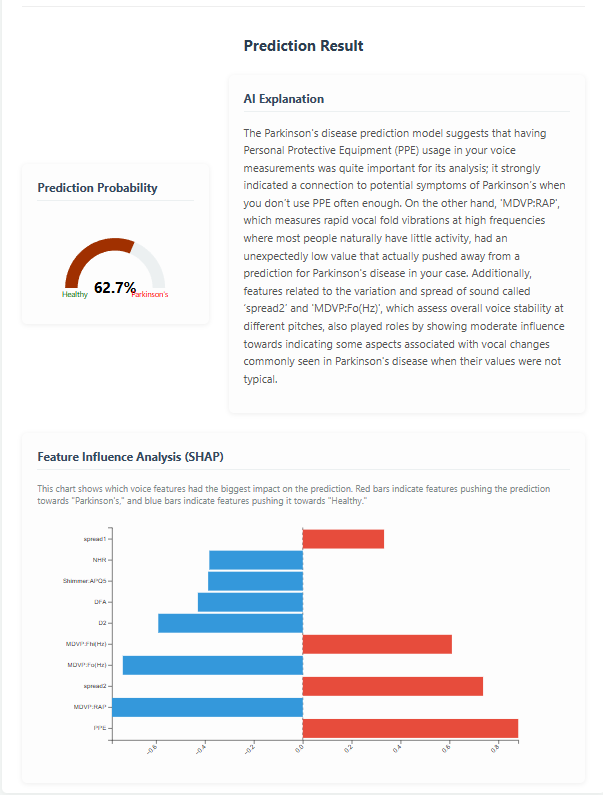 Prediction Result
AI Explanation
The Parkinson's disease prediction model suggests that having
Personal Protective Equipment (PPE) usage in your voice
measurements was quite important for its analysis; it strongly
indicated a connection to potential symptoms of Parkinson's when
you don't use PPE often enough. On the other hand, 'MDVP:RAP',
which measures rapid vocal fold vibrations at high frequencies
where most people naturally have little activity, had an
unexpectedly low value that actually pushed away from a
prediction for Parkinson's disease in your case. Additionally,
features related to the variation and spread of sound called
'spread2' and 'MDVP:Fo(Hz)', which assess overall voice stability at
different pitches, also played roles by showing moderate influence
towards indicating some aspects associated with vocal changes
commonly seen in Parkinson's disease when their values were not
typical.
Prediction Probability
62.7%
Healthy
Parkinson's
Feature Influence Analysis (SHAP)
This chart shows which voice features had the biggest impact on the prediction. Red bars indicate features pushing the prediction
towards "Parkinson's," and blue bars indicate features pushing it towards "Healthy."
spread1
NHR
Shimmer:APQ5
DFA
D2
MDVP:Fhi(Hz)
MDVP:Fo(Hz)
spread2
MDVP:RAP
PPE
-0.6
-0.4
-0.2
0.0
0.2
0.4
0.6
0.8